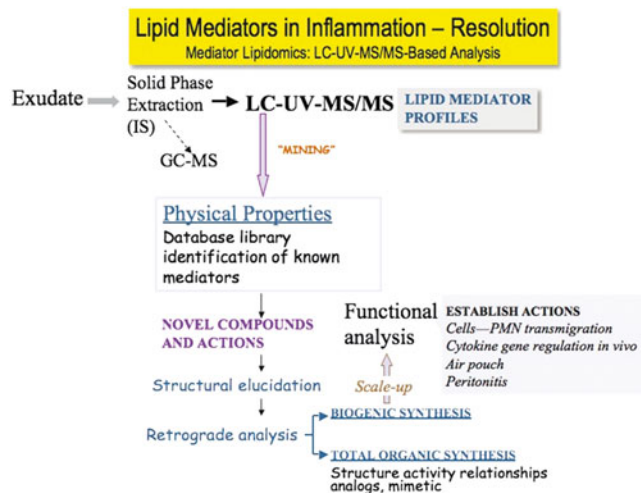 Lipid Mediators in Inflammation – Resolution
Mediator Lipidomics: LC-UV-MS/MS-Based Analysis
Exudate
Solid Phase
Extraction
(IS)
LC-UV-MS/MS
LIPID MEDIATOR
PROFILES
GC-MS
"MINING"
Physical Properties
Database library
identification of known
mediators
NOVEL COMPOUNDS
AND ACTIONS
Functional
analysis
ESTABLISH ACTIONS
Cells—PMN transmigration
Cytokine gene regulation in vivo
Air pouch
Peritonitis
Structural elucidation
Scale-up
Retrograde analysis
BIOGENIC SYNTHESIS
TOTAL ORGANIC SYNTHESIS
Structure activity relationships
analogs, mimetic